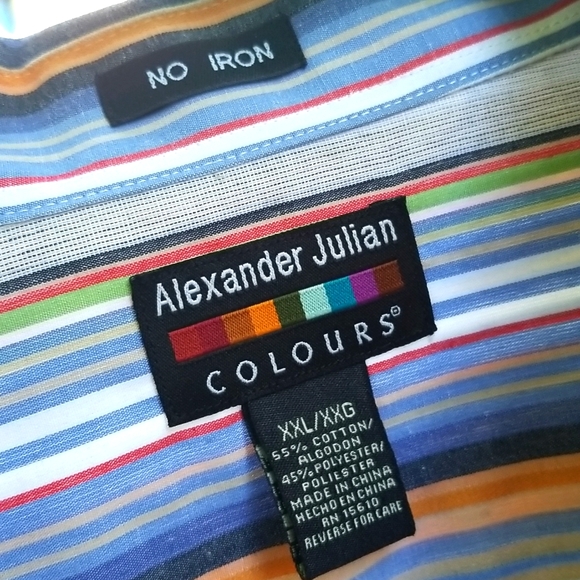 NO IRON
Alexander Julian
COLOURS®
XXL/XXG
55% COTTON/
ALGODON
45% POLYESTER/
POLIESTER
MADE IN CHINA
HECHO EN CHINA
RN 15610
REVERSE FOR CARE